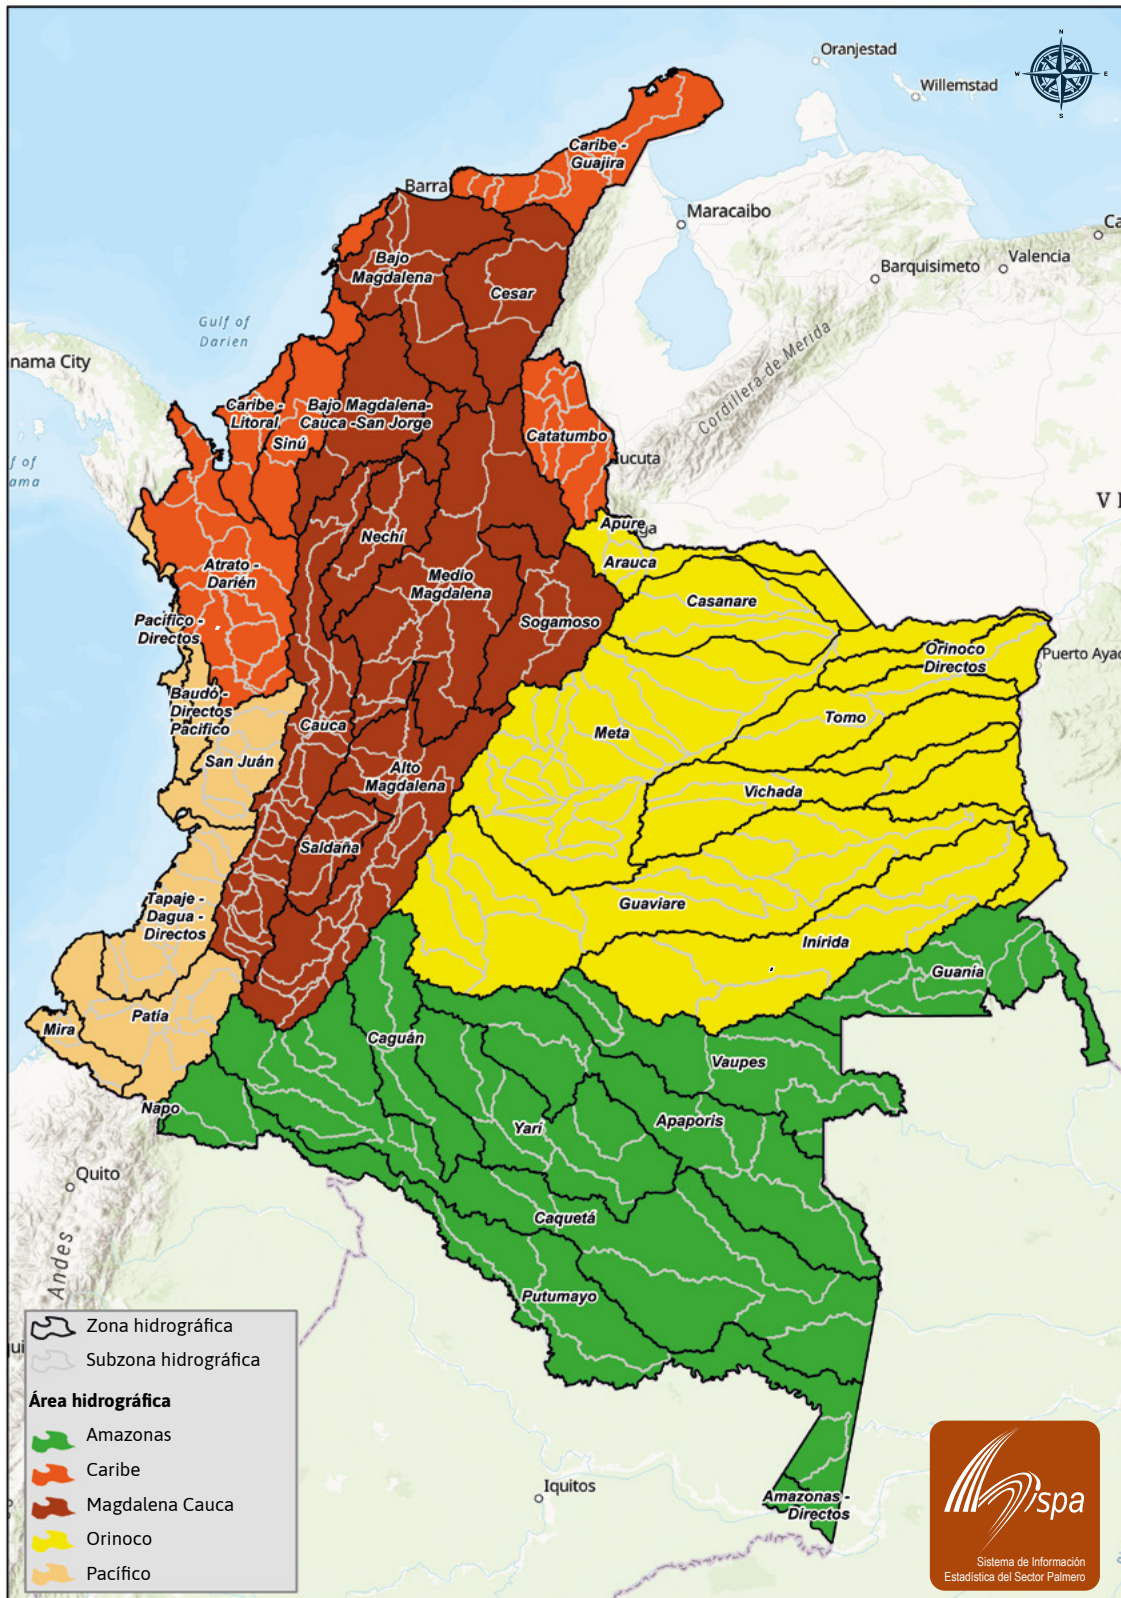 N
W
E
S
Oranjestad
Willemstad
Caribe -
Guajira
Barra
Maracaibo
Ca
Barquisimeto
Valencia
Bajo
Magdalena
Cesar
Gulf of
Darien
nama City
Cordillera de Merida
Caribe -
Litoral
Bajo Magdalena-
Cauca -San Jorge
Sinú
Catatumbo
ucuta
f of
ama
V
Apure
ga
Nechí
Arauca
Atrato -
Darién
Medio
Magdalena
Casanare
Pacífico -
Directos
Sogamoso
Orinoco
Directos
Puerto Ayac
Baudó -
Directos
Pacífico
Cauca
Meta
Tomo
San Juán
Alto
Magdalena
Vichada
Saldaña
Tapaje -
Dagua -
Directos
Guaviare
Inírida
Guania
Patía
Mira
Caguán
Vaupes
Napo
Yarí
Apaporis
Quito
Caquetá
Andes
Putumayo
Zona hidrográfica
ui
Subzona hidrográfica
Área hidrográfica
Amazonas
Caribe
Magdalena Cauca
Orinoco
Pacífico
Iquitos
Amazonas -
Directos
Sispa
Sistema de Información
Estadística del Sector Palmero